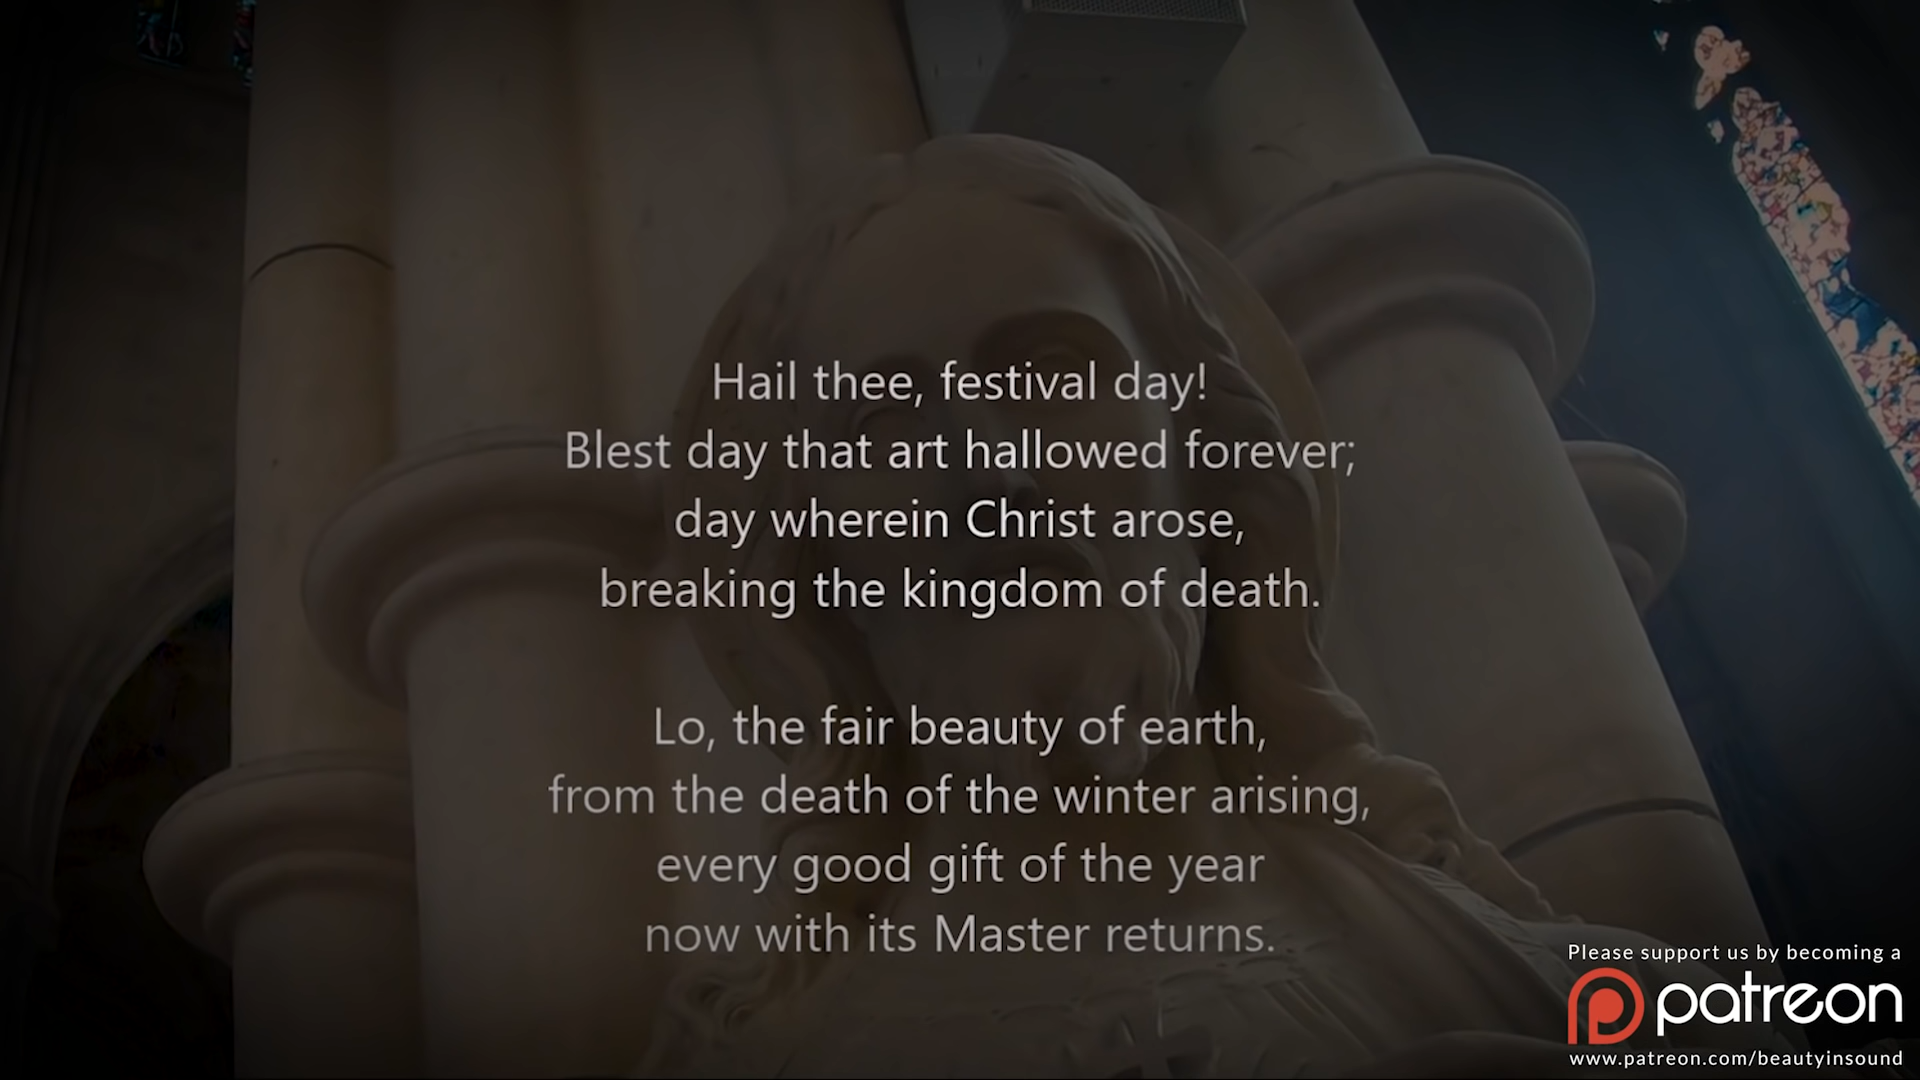 Hail thee, festival day!
Blest day that art hallowed forever;
day wherein Christ arose,
breaking the kingdom of death.
Lo, the fair beauty of earth,
from the death of the winter arising,
every good gift of the year
now with its Master returns.
Please support us by becoming a
patreon
www.patreon.com/beautyinsound